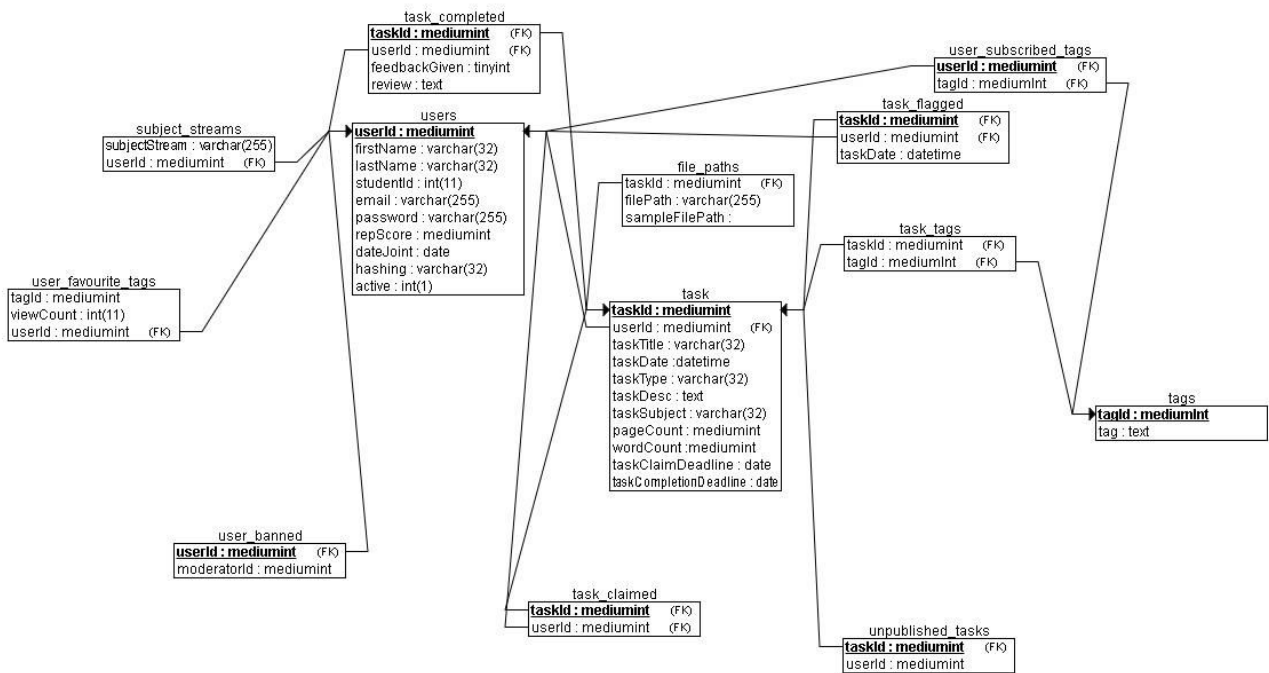 task_completed
taskId : mediumint (FK)
userId : mediumint (FK)
feedbackGiven : tinyint
review : text
user_subscribed_tags
userId : mediumint (FK)
tagId : mediumInt (FK)
task_flagged
taskId : mediumint (FK)
userId : mediumint (FK)
taskDate : datetime
subject_streams
subjectStream : varchar(255)
userId : mediumint (FK)
users
userId : mediumint
firstName : varchar(32)
lastName : varchar(32)
studentId : int(11)
email : varchar(255)
password : varchar(255)
repScore : mediumint
dateJoint : date
hashing : varchar(32)
active : int(1)
file_paths
taskId : mediumint (FK)
filePath : varchar(255)
sampleFilePath :
task_tags
taskId : mediumint (FK)
tagId : mediumInt (FK)
user_favourite_tags
tagId : mediumint
viewCount : int(11)
userId : mediumint (FK)
task
taskId : mediumint
userId : mediumint (FK)
taskTitle : varchar(32)
taskDate :datetime
taskType : varchar(32)
taskDesc : text
taskSubject : varchar(32)
pageCount : mediumint
wordCount :mediumint
taskClaimDeadline : date
taskCompletionDeadline : date
tags
tagId : mediumInt
tag : text
user_banned
userId : mediumint (FK)
moderatorId : mediumint
task_claimed
taskId : mediumint (FK)
userId : mediumint (FK)
unpublished_tasks
taskId : mediumint (FK)
userId : mediumint